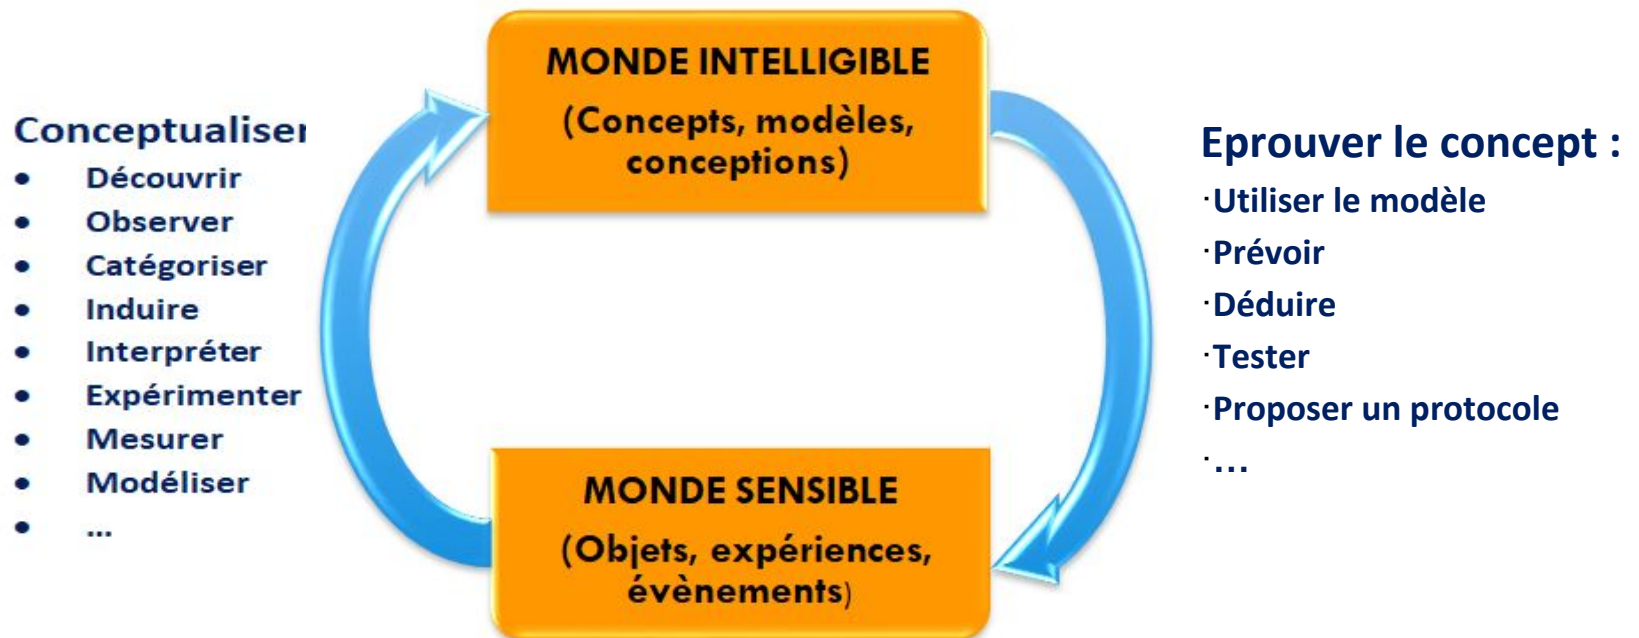 MONDE INTELLIGIBLE
(Concepts, modèles,
conceptions)
Conceptualiser
• Découvrir
• Observer
• Catégoriser
• Induire
• Interpréter
• Expérimenter
• Mesurer
• Modéliser
• ...
Eprouver le concept :
·Utiliser le modèle
·Prévoir
·Déduire
·Tester
·Proposer un protocole
·...
MONDE SENSIBLE
(Objets, expériences,
évènements)